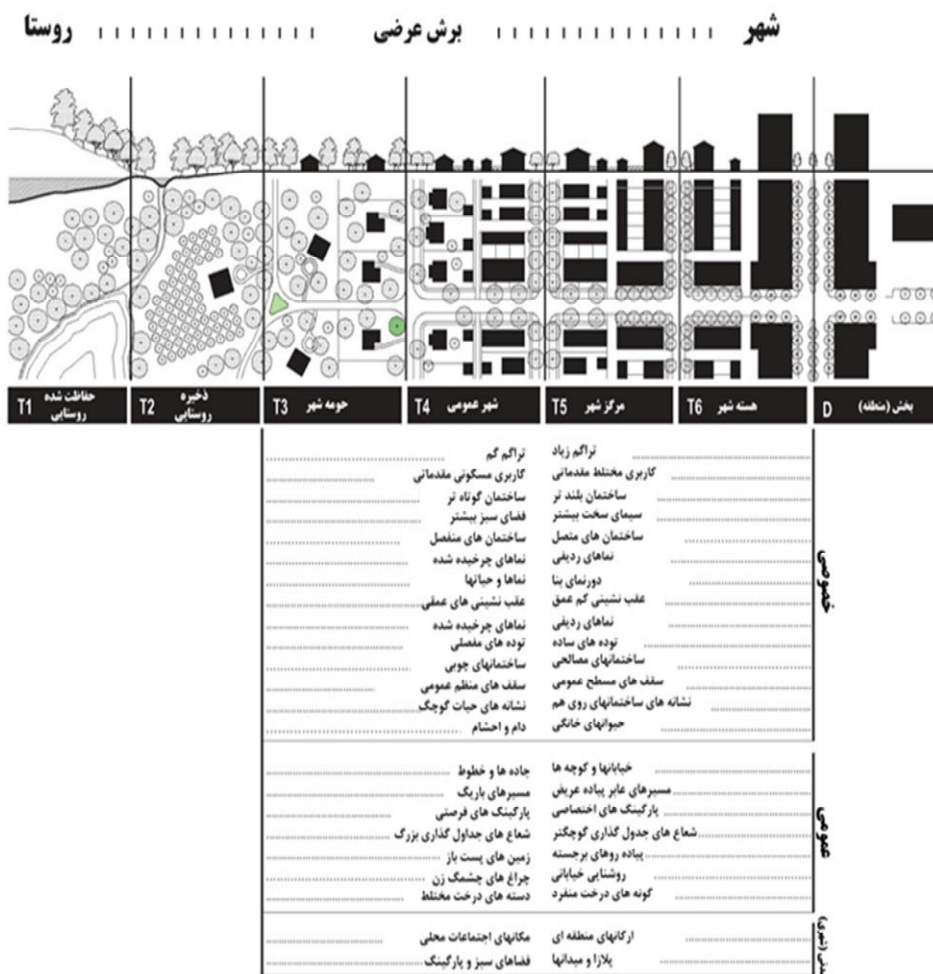 شهر برش عرضی روستا
T1 حفاظت شده روستایی
T2 ذخیره روستایی
T3 حومه شهر
T4 شهر عمومی
T5 مرکز شهر
T6 هسته شهر
D بخش (منطقه)
خصوصی
تراکم زیاد تراکم کم
کاربری مختلط مقدماتی کاربری مسکونی مقدماتی
ساختمان بلند تر ساختمان کوتاه تر
سیمای سخت بیشتر فضای سبز بیشتر
ساختمان های متصل ساختمان های منفصل
نماهای ردیفی نماهای چرخیده شده
دورنمای بنا نماها و حیاتها
عقب نشینی کم عمق عقب نشینی های عمقی
نماهای ردیفی نماهای چرخیده شده
توده های ساده توده های مفصلی
ساختمانهای مصالحی ساختمانهای چوبی
سقف های مسطح عمومی سقف های منظم عمومی
نشانه های ساختمانهای روی هم نشانه های حیات کوچک
حیوانهای خانگی دام و احشام
عمومی
خیابانها و کوچه ها جاده ها و خطوط
مسیرهای عابر پیاده عریض مسیرهای باریک
پارکینگ های اختصاصی پارکینگ های فرصتی
شعاع های جدول گذاری کوچکتر شعاع های جداول گذاری بزرگ
پیاده روهای برجسته زمین های پست باز
روشنایی خیابانی چراغ های چشمگ زن
گونه های درخت منفرد دسته های درخت مختلط
مدنی (شهری)
ارگانهای منطقه ای مکانهای اجتماعات محلی
پلازا و میدانها فضاهای سبز و پارکینگ